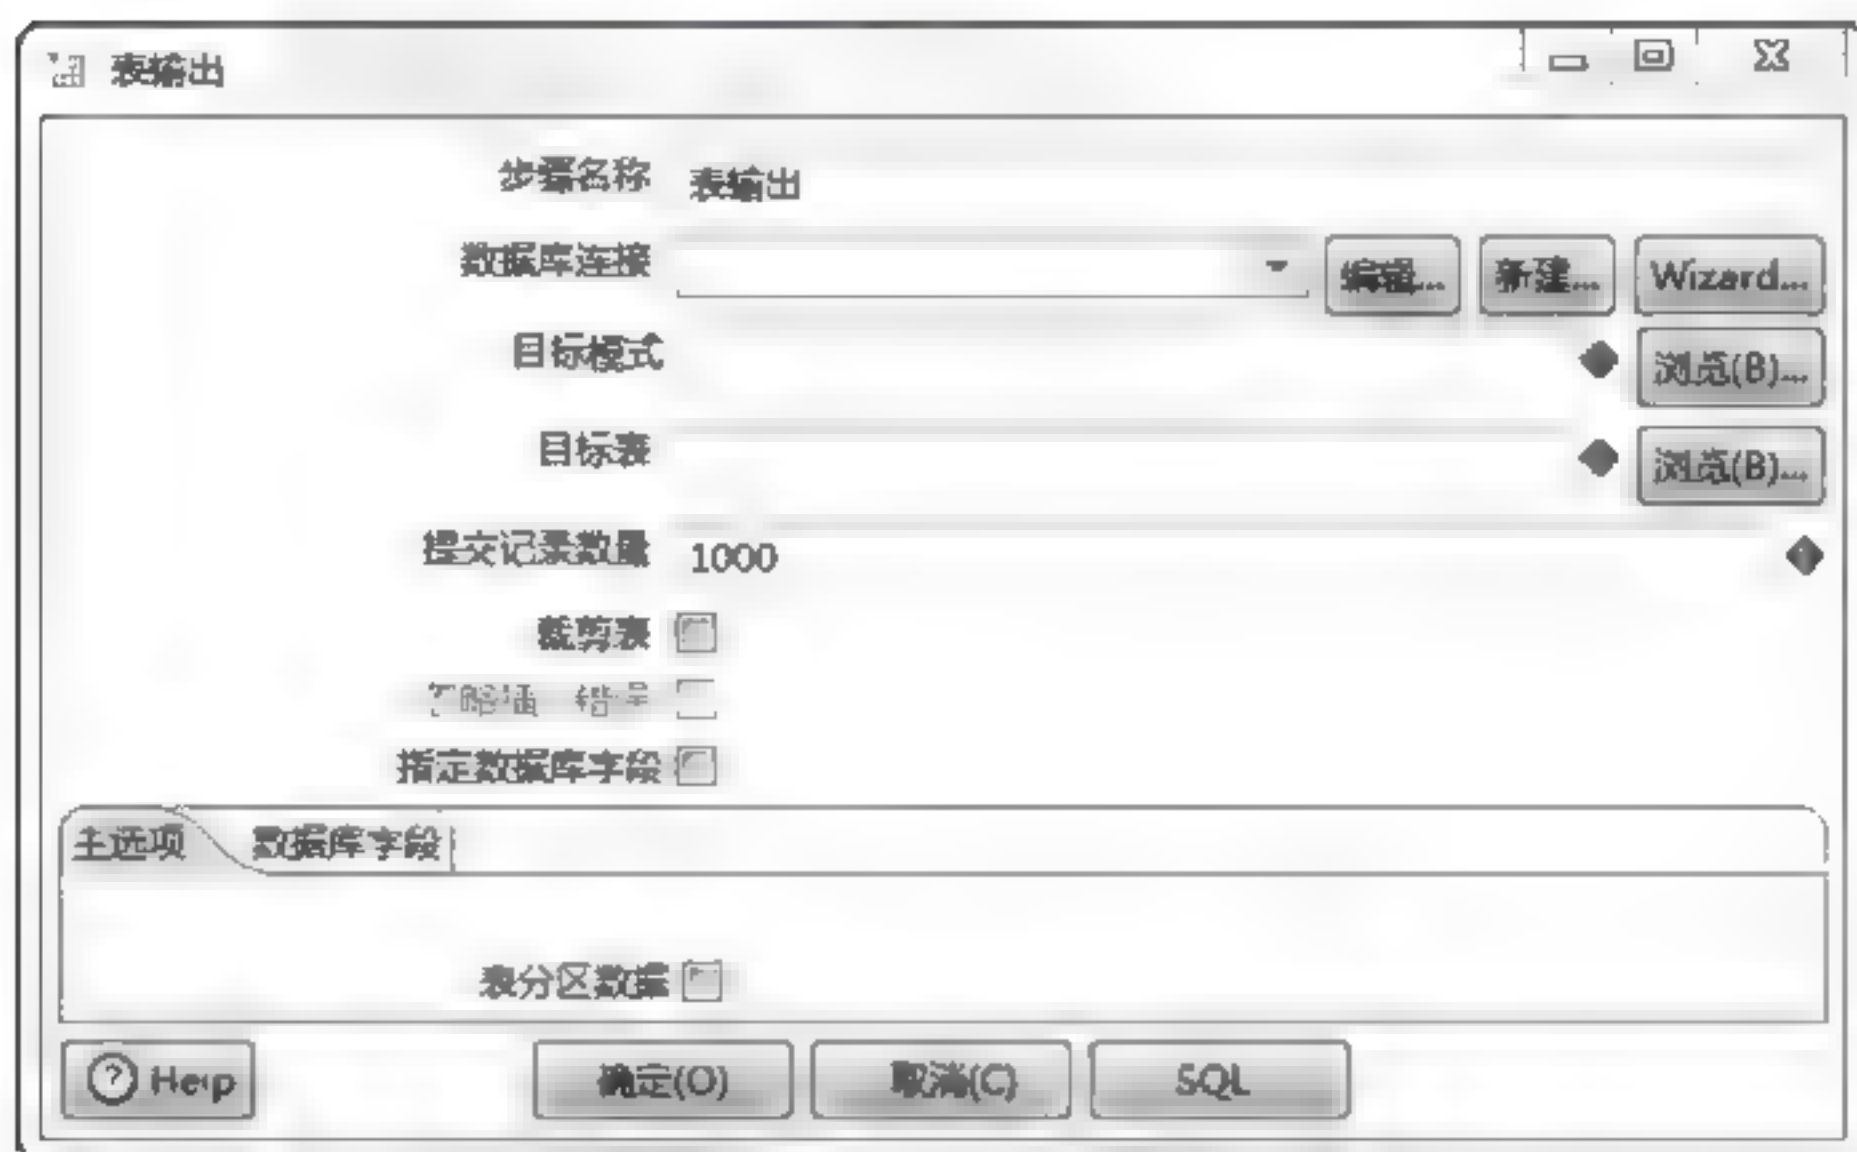 表输出
步骤名称 表输出
数据库连接 编辑... 新建... Wizard...
目标模式 浏览(B)...
目标表 浏览(B)...
提交记录数量 1000
裁剪表
指定数据库字段
主选项 数据库字段
表分区数据
Help 确定(O) 取消(C) SQL